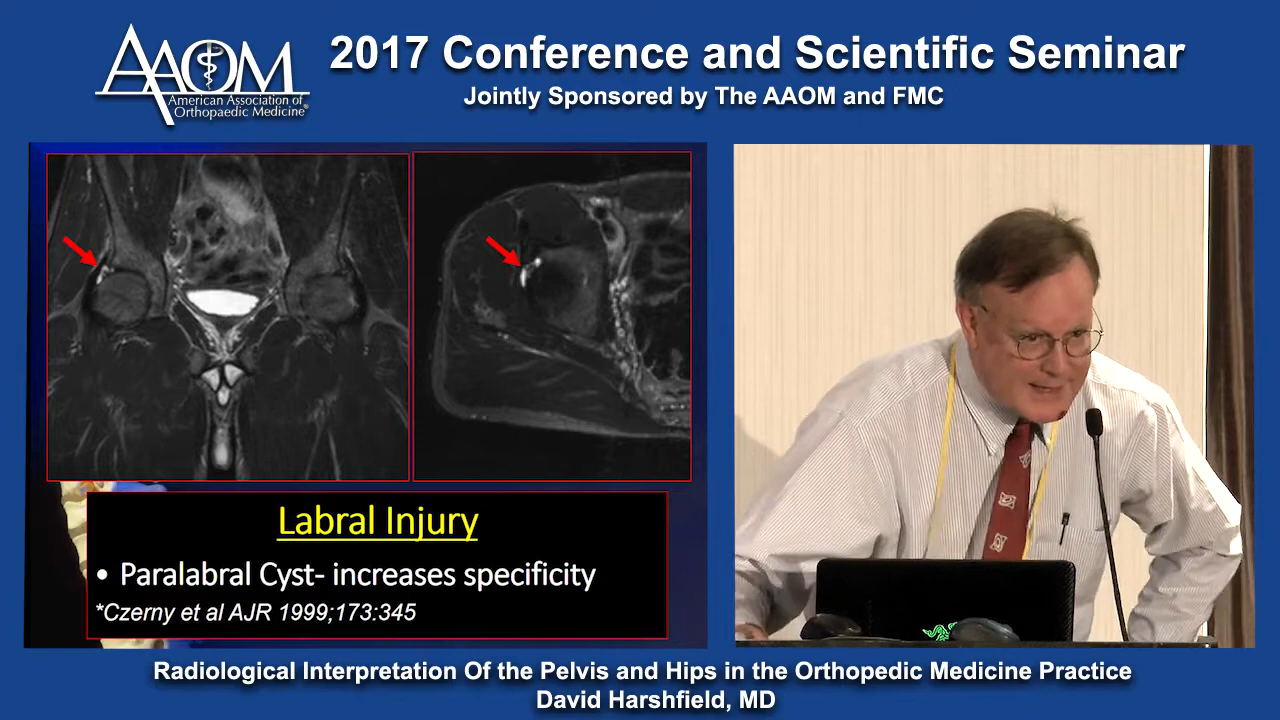 AAOM
American Association of
Orthopaedic Medicine®
2017 Conference and Scientific Seminar
Jointly Sponsored by The AAOM and FMC
Labral Injury
• Paralabral Cyst- increases specificity
*Czerny et al AJR 1999;173:345
Radiological Interpretation Of the Pelvis and Hips in the Orthopedic Medicine Practice
David Harshfield, MD